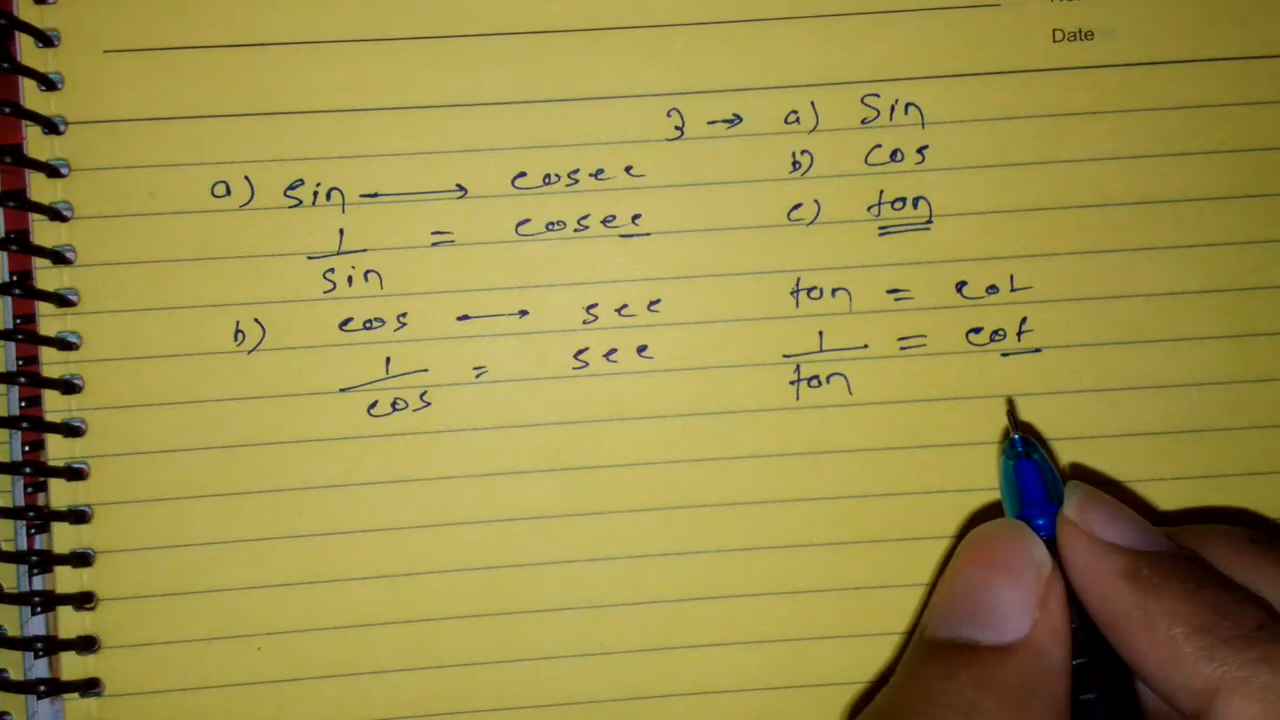 Date
3 → a) Sin
b) cos
c) tan
a) sin → cosec
1/sin = cosec
b) cos → sec
1/cos = sec
tan = cot
1/tan = cot